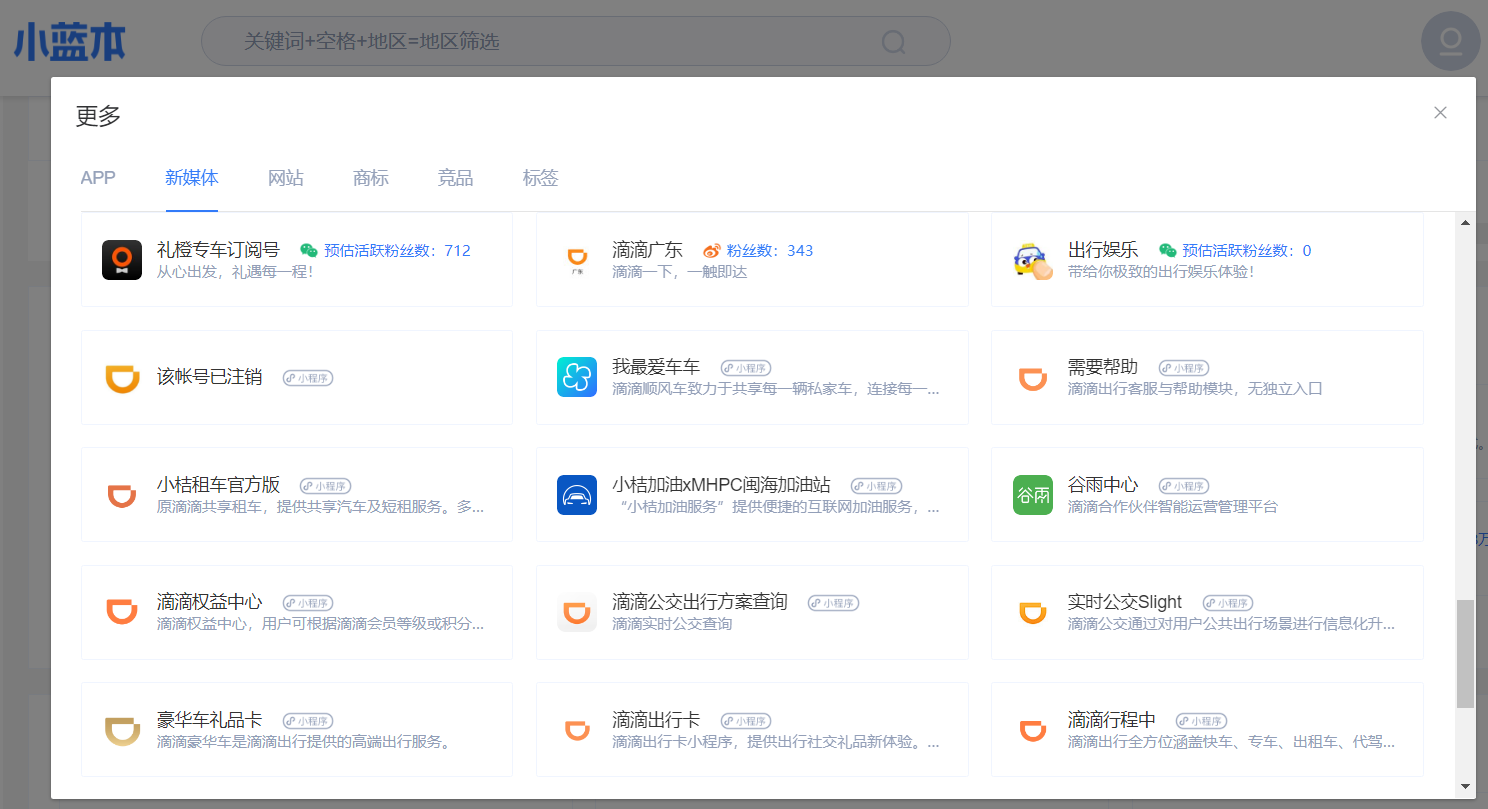 小蓝本
关键词+空格+地区=地区筛选
更多
APP 新媒体 网站 商标 竞品 标签
礼橙专车订阅号 预估活跃粉丝数：712
从心出发，礼遇每一程！
滴滴广东 粉丝数：343
滴滴一下，一触即达
广东
出行娱乐 预估活跃粉丝数：0
带给你极致的出行娱乐体验！
该帐号已注销 小程序
我最爱车车 小程序
滴滴顺风车致力于共享每一辆私家车，连接每一...
需要帮助 小程序
滴滴出行客服与帮助模块，无独立入口
小桔租车官方版 小程序
原滴滴共享租车，提供共享汽车及短租服务。多...
小桔加油xMHPC闽海加油站 小程序
“小桔加油服务”提供便捷的互联网加油服务，...
谷雨
谷雨中心 小程序
滴滴合作伙伴智能运营管理平台
滴滴权益中心 小程序
滴滴权益中心，用户可根据滴滴会员等级或积分...
滴滴公交出行方案查询 小程序
滴滴实时公交查询
实时公交Slight 小程序
滴滴公交通过对用户公共出行场景进行信息化升...
豪华车礼品卡 小程序
滴滴豪华车是滴滴出行提供的高端出行服务。
滴滴出行卡 小程序
滴滴出行卡小程序，提供出行社交礼品新体验。...
滴滴行程中 小程序
滴滴出行全方位涵盖快车、专车、出租车、代驾...